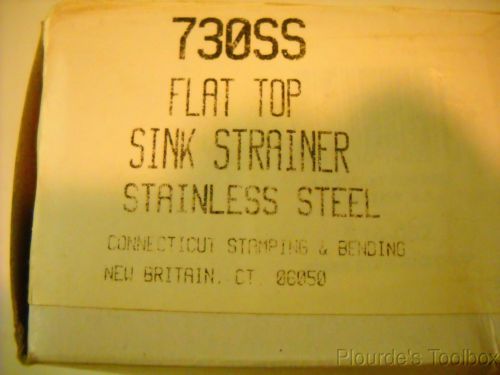 730SS
FLAT TOP
SINK STRAINER
STAINLESS STEEL
CONNECTICUT STAMPING & BENDING
NEW BRITAIN, CT. 06050
Plourde's Toolbox